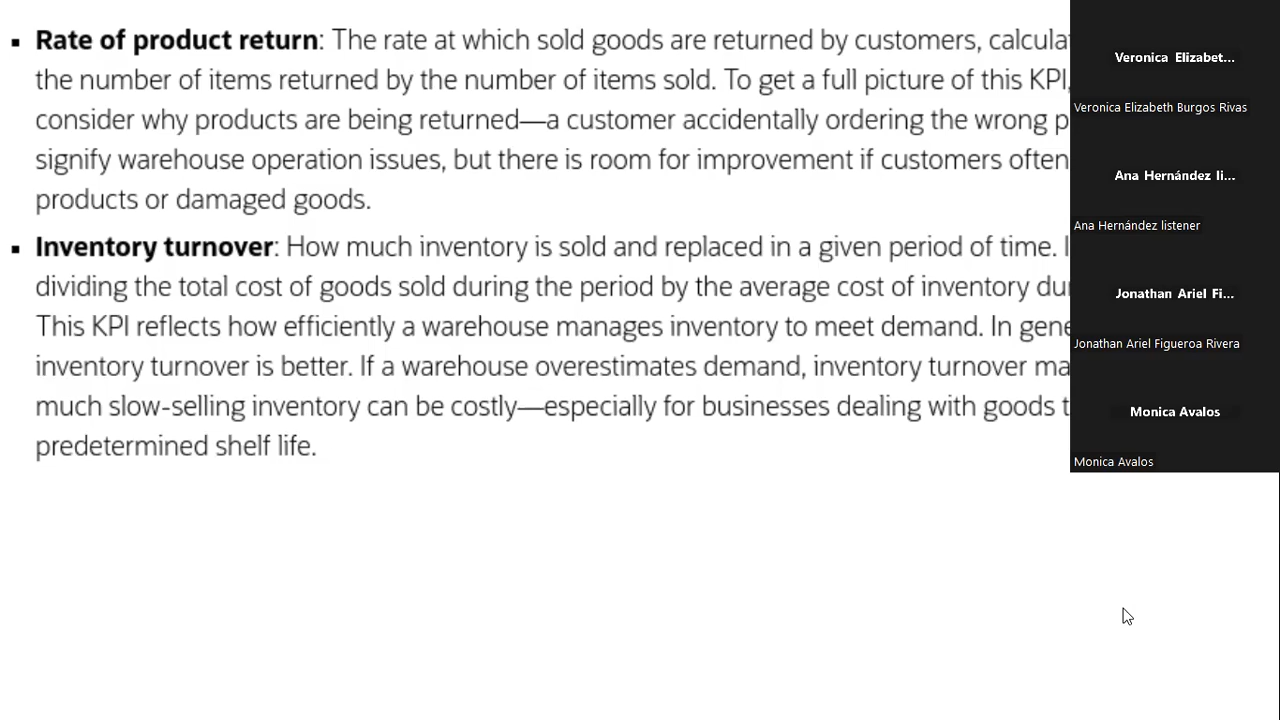 ▪ Rate of product return: The rate at which sold goods are returned by customers, calcula
the number of items returned by the number of items sold. To get a full picture of this KPI,
consider why products are being returned—a customer accidentally ordering the wrong p
signify warehouse operation issues, but there is room for improvement if customers often
products or damaged goods.
▪ Inventory turnover: How much inventory is sold and replaced in a given period of time. I
dividing the total cost of goods sold during the period by the average cost of inventory du
This KPI reflects how efficiently a warehouse manages inventory to meet demand. In gene
inventory turnover is better. If a warehouse overestimates demand, inventory turnover ma
much slow-selling inventory can be costly—especially for businesses dealing with goods t
predetermined shelf life.
Veronica Elizabet...
Veronica Elizabeth Burgos Rivas
Ana Hernández li...
Ana Hernández listener
Jonathan Ariel Fi...
Jonathan Ariel Figueroa Rivera
Monica Avalos
Monica Avalos